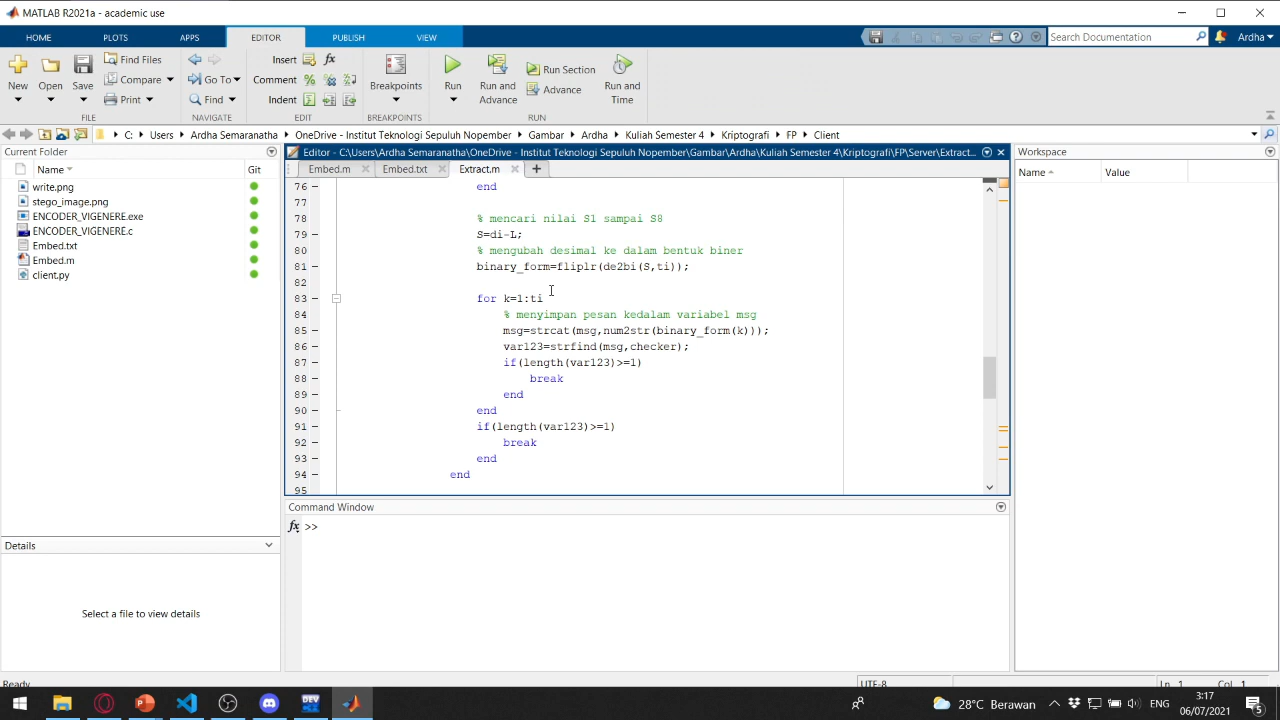 MATLAB R2021a - academic use
HOME PLOTS APPS EDITOR PUBLISH VIEW
Search Documentation
Ardha
New
Open
Save
Find Files
Compare
Print
FILE
Go To
Find
NAVIGATE
Insert
Comment
Indent
EDIT
Breakpoints
BREAKPOINTS
Run
Run and Advance
Run Section
Advance
Run and Time
RUN
C: Users Ardha Semaranatha OneDrive - Institut Teknologi Sepuluh Nopember Gambar Ardha Kuliah Semester 4 Kriptografi FP Client
Current Folder
Name Git
write.png
stego_image.png
ENCODER_VIGENERE.exe
ENCODER_VIGENERE.c
Embed.txt
Embed.m
client.py
Details
Select a file to view details
Editor - C:\Users\Ardha Semaranatha\OneDrive - Institut Teknologi Sepuluh Nopember\Gambar\Ardha\Kuliah Semester 4\Kriptografi\FP\Server\Extract...
Embed.m Embed.txt Extract.m
76 end
77
78 % mencari nilai S1 sampai S8
79 S=di-L;
80 % mengubah desimal ke dalam bentuk biner
81 binary_form=fliplr(de2bi(S,ti));
82
83 for k=1:ti
84 % menyimpan pesan kedalam variabel msg
85 msg=strcat(msg,num2str(binary_form(k)));
86 var123=strfind(msg,checker);
87 if(length(var123)>=1)
88 break
89 end
90 end
91 if(length(var123)>=1)
92 break
93 end
94 end
95
Command Window
fx >>
Workspace
Name Value
Ready
UTF-8 Ln 1 Col 1
28°C Berawan
ENG
3:17
06/07/2021
5